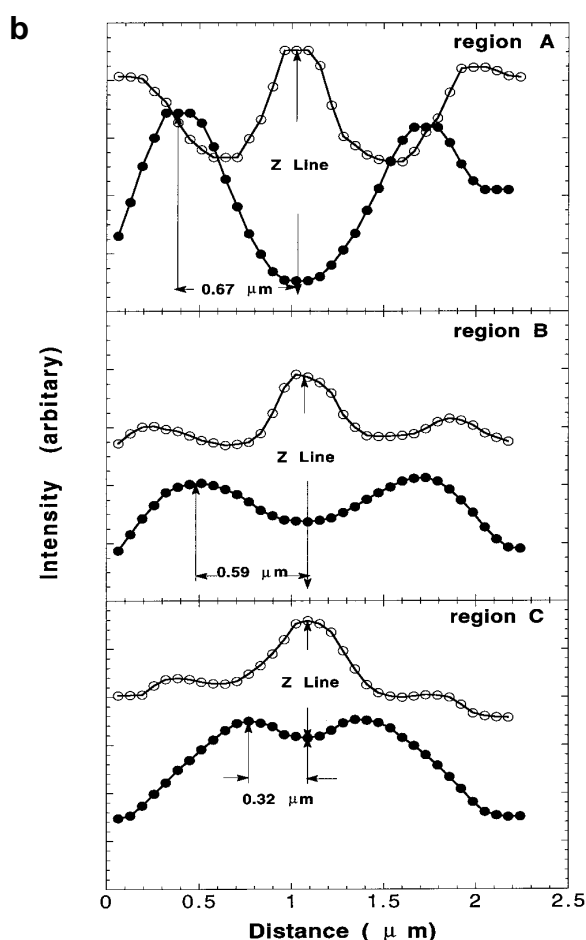 b
region A
Z Line
0.67 μm
region B
Z Line
0.59 μm
region C
Z Line
0.32 μm
Intensity (arbitrary)
0 0.5 1 1.5 2 2.5
Distance ( μ m)